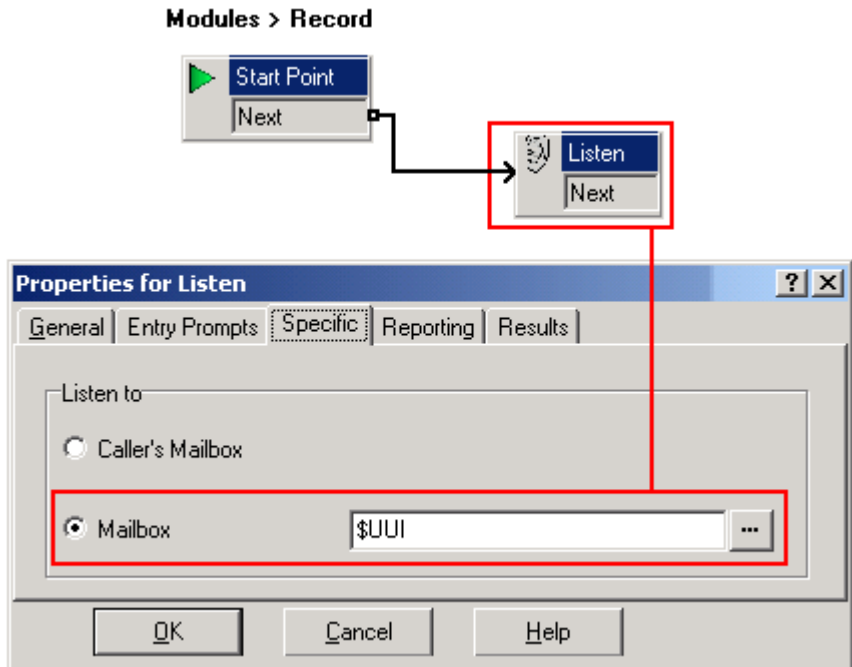 Modules > Record
Start Point
Next
Listen
Next
Properties for Listen
General Entry Prompts Specific Reporting Results
Listen to
Caller's Mailbox
Mailbox $UUI ...
OK Cancel Help